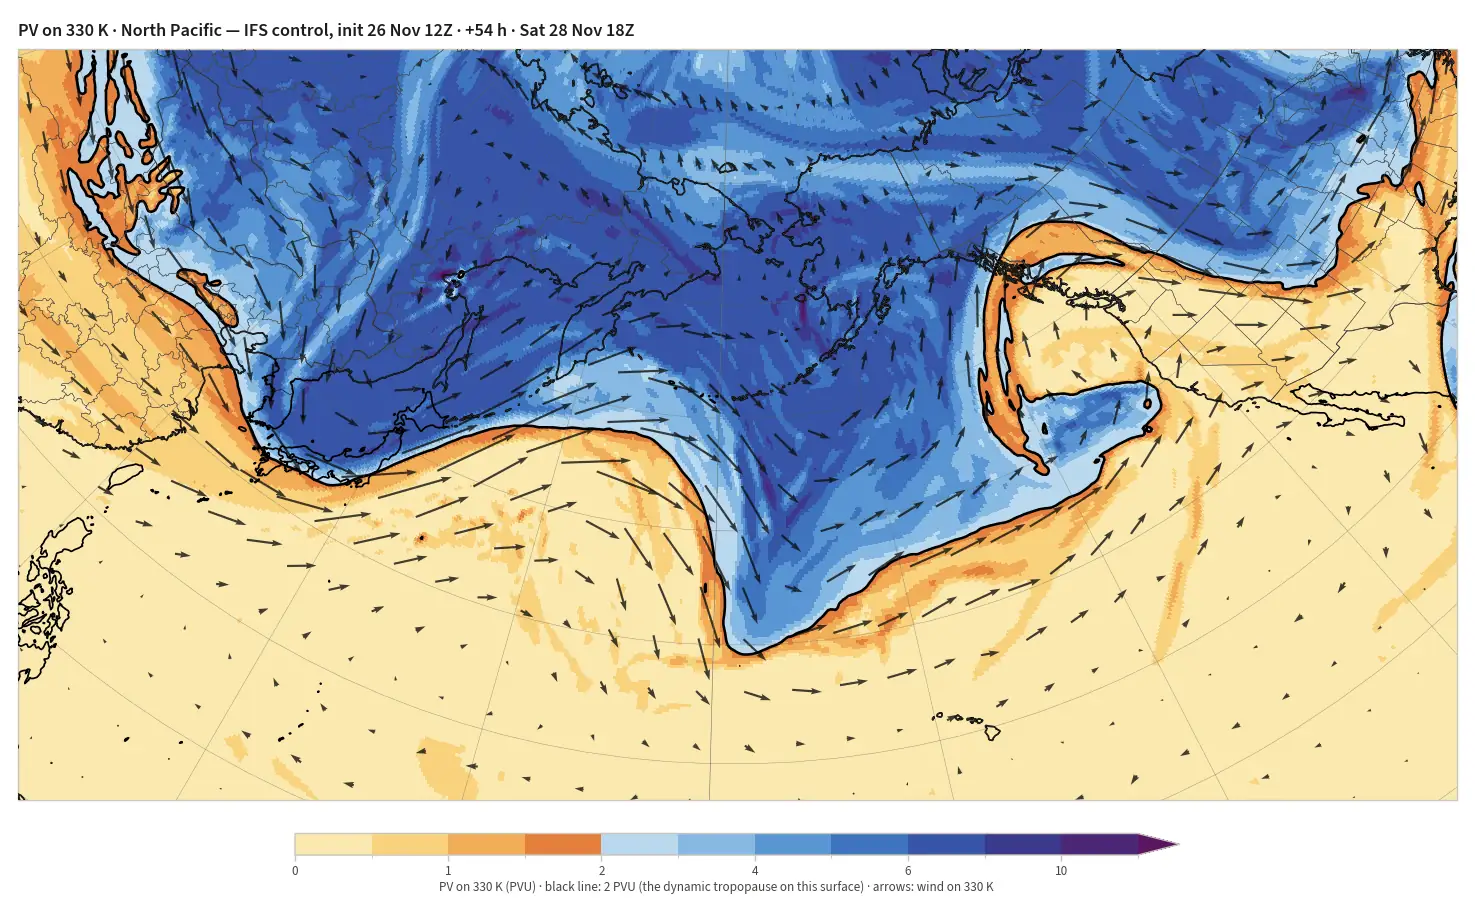 PV on 330 K · North Pacific — IFS control, init 26 Nov 12Z · +54 h · Sat 28 Nov 18Z
0 1 2 4 6 10
PV on 330 K (PVU) · black line: 2 PVU (the dynamic tropopause on this surface) · arrows: wind on 330 K